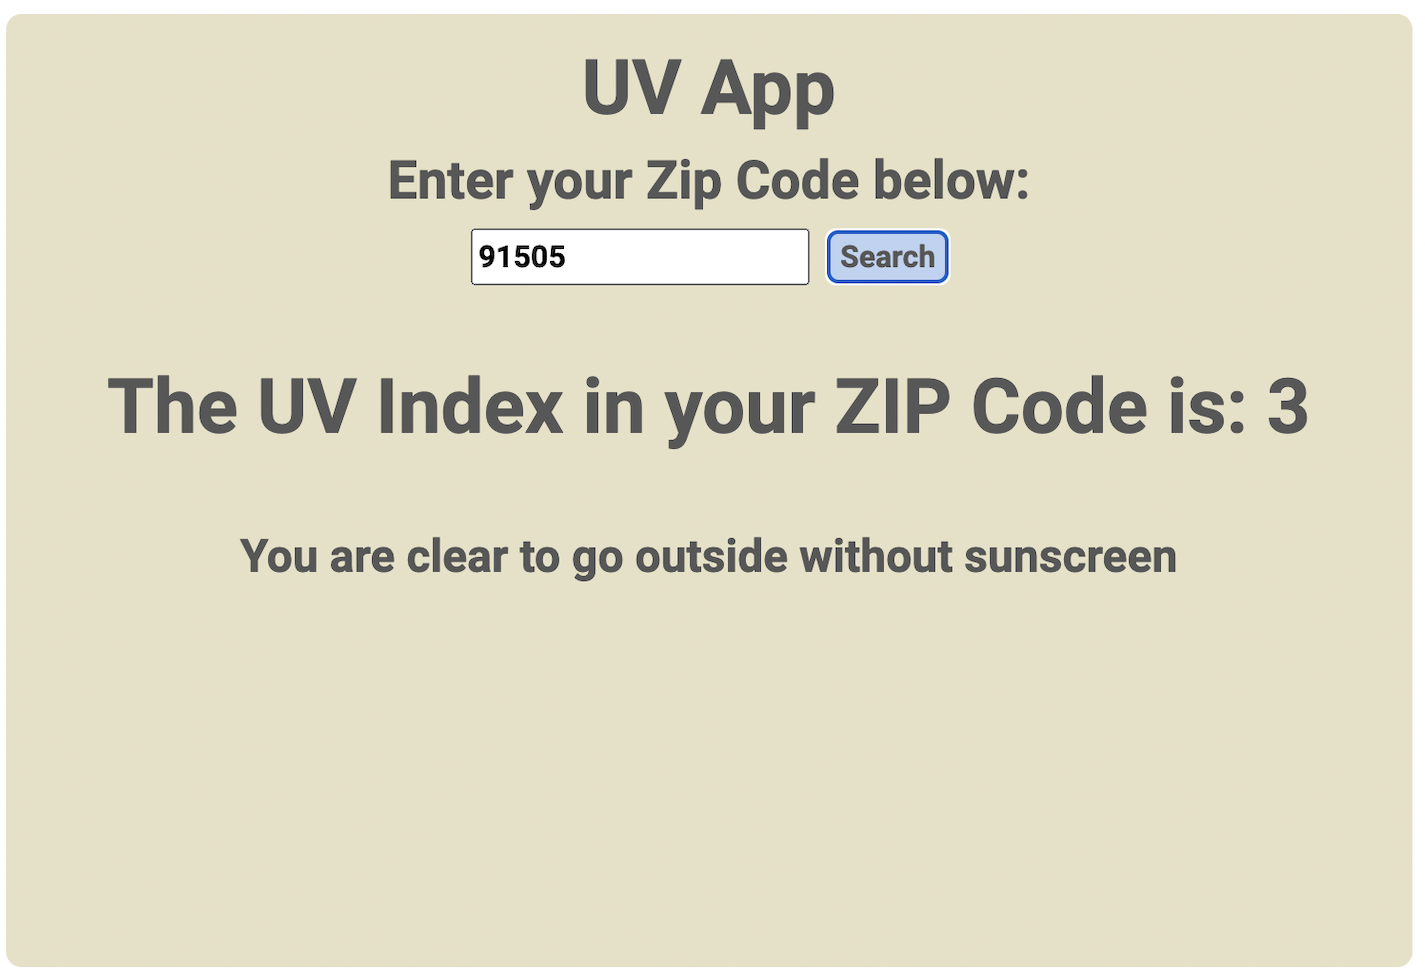 UV App
Enter your Zip Code below:
91505 Search
The UV Index in your ZIP Code is: 3
You are clear to go outside without sunscreen